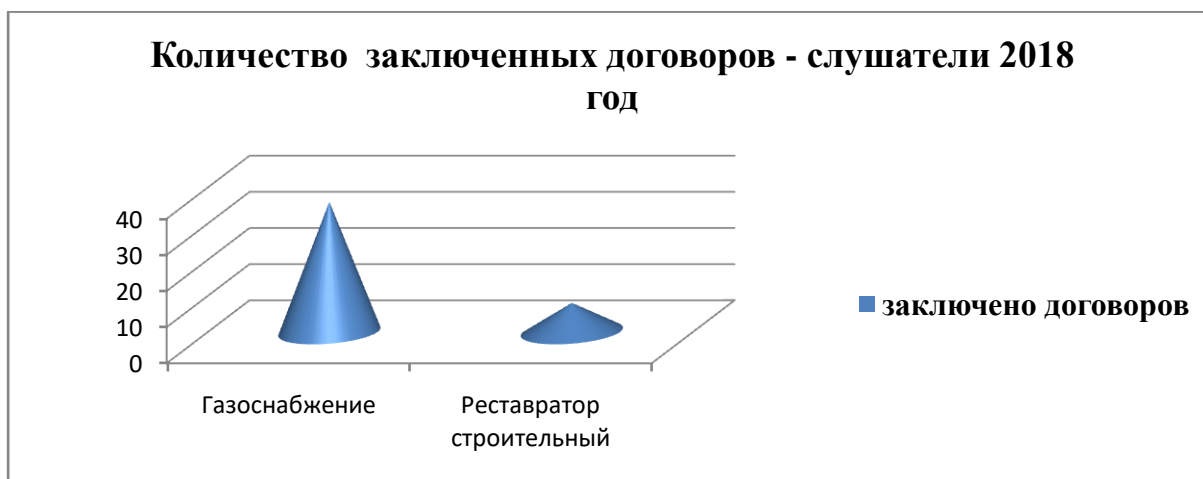 Количество заключенных договоров - слушатели 2018
год
40
30
20
10
0
Газоснабжение
Реставратор
строительный
заключено договоров